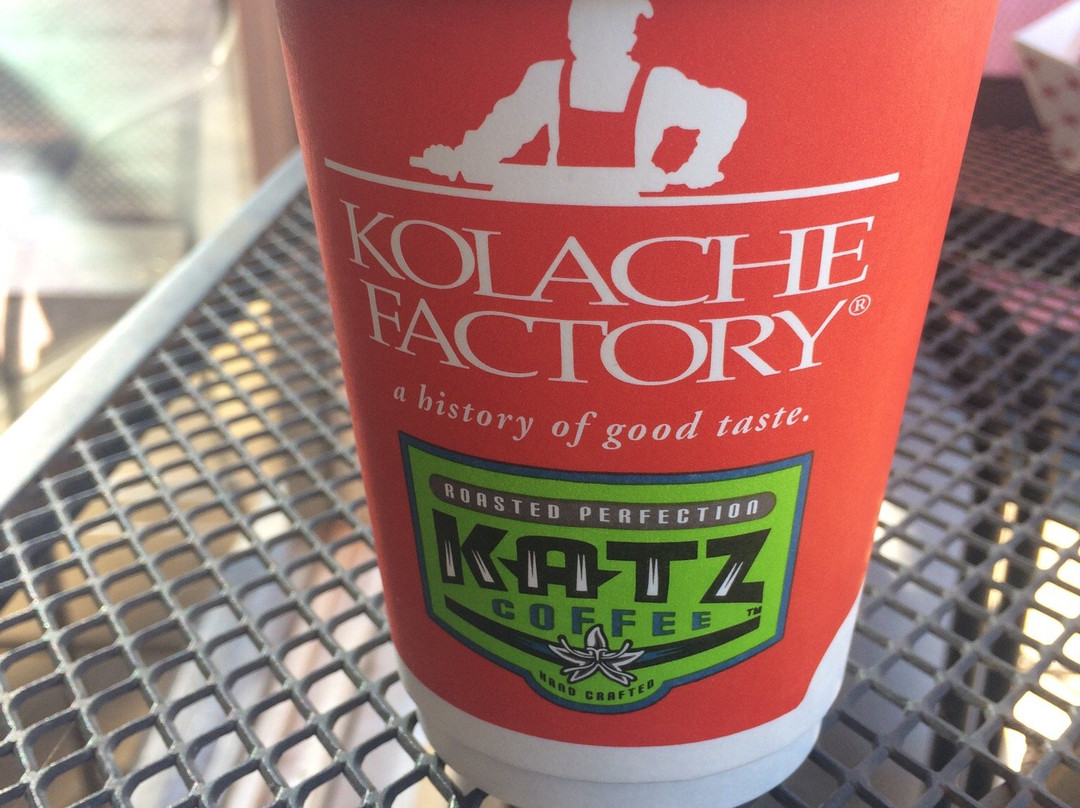 KOLACHE
FACTORY®
a history of good taste.
ROASTED PERFECTION
KATZ
COFFEE™
HAND CRAFTED